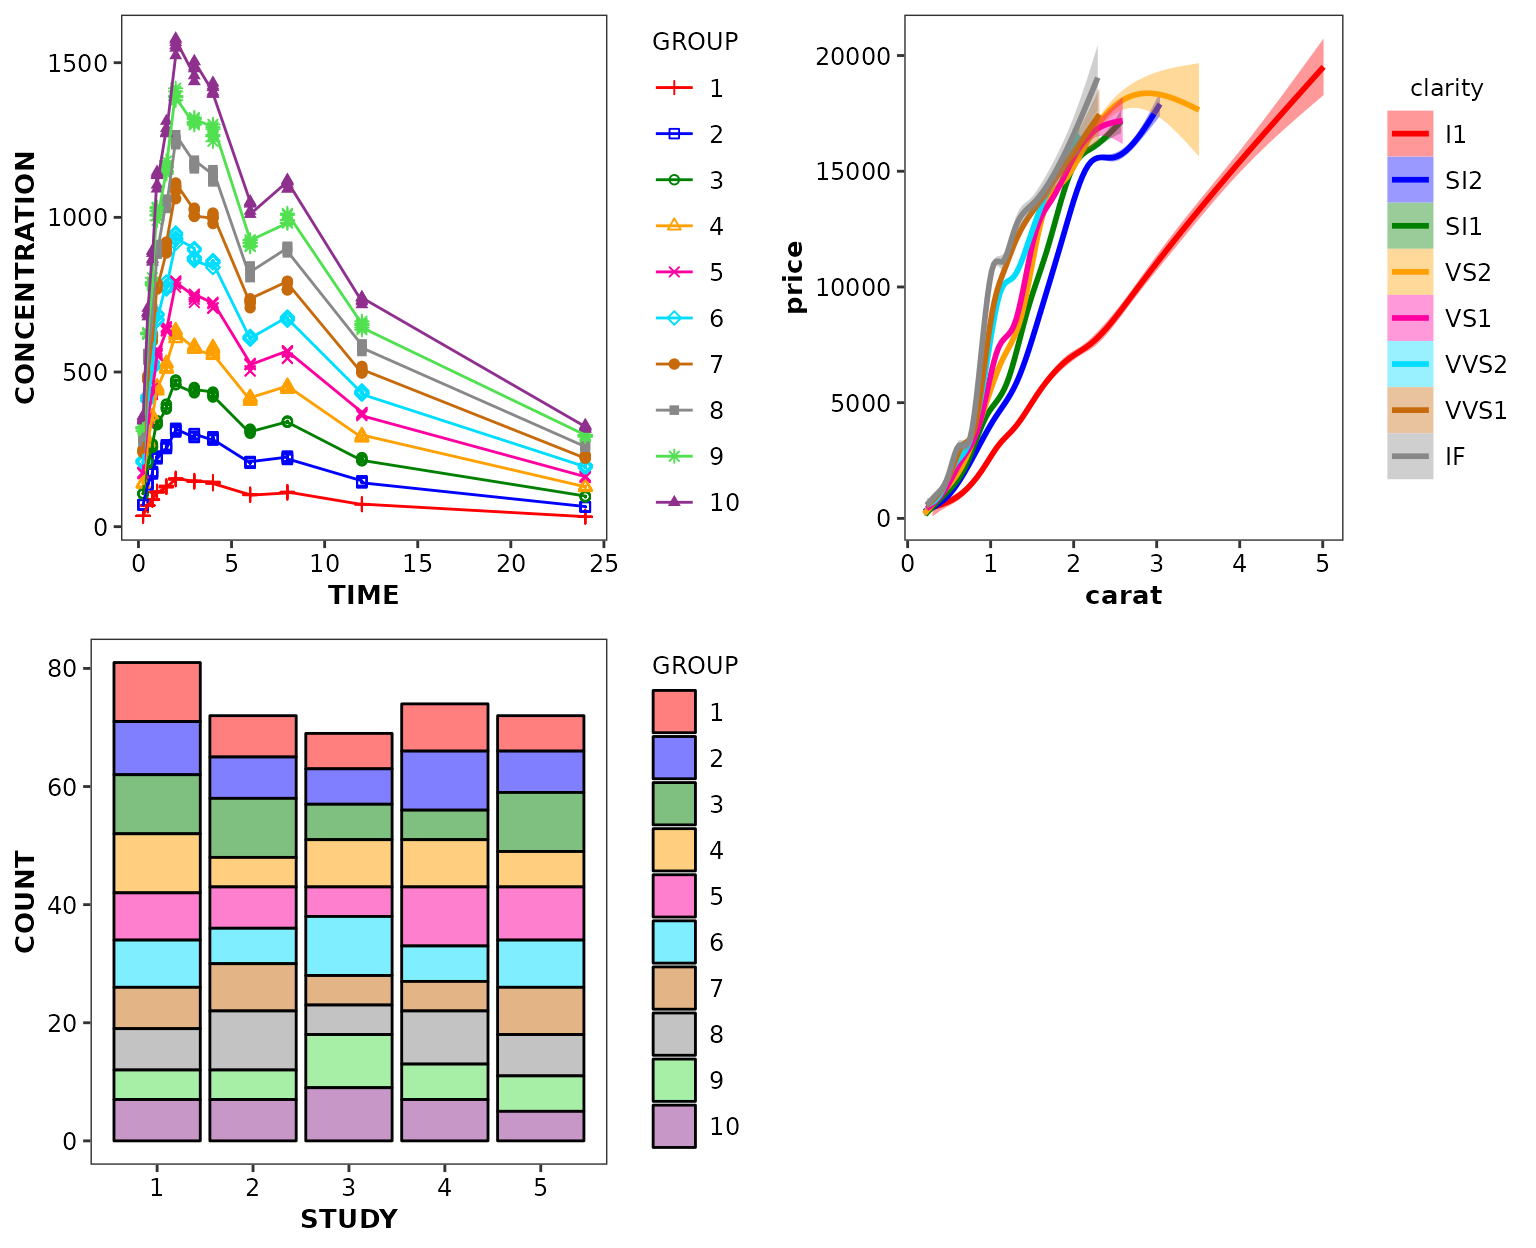 CONCENTRATION
1500
1000
500
0
0 5 10 15 20 25
TIME
GROUP
1
2
3
4
5
6
7
8
9
10
price
20000
15000
10000
5000
0
0 1 2 3 4 5
carat
clarity
I1
SI2
SI1
VS2
VS1
VVS2
VVS1
IF
COUNT
80
60
40
20
0
1 2 3 4 5
STUDY
GROUP
1
2
3
4
5
6
7
8
9
10